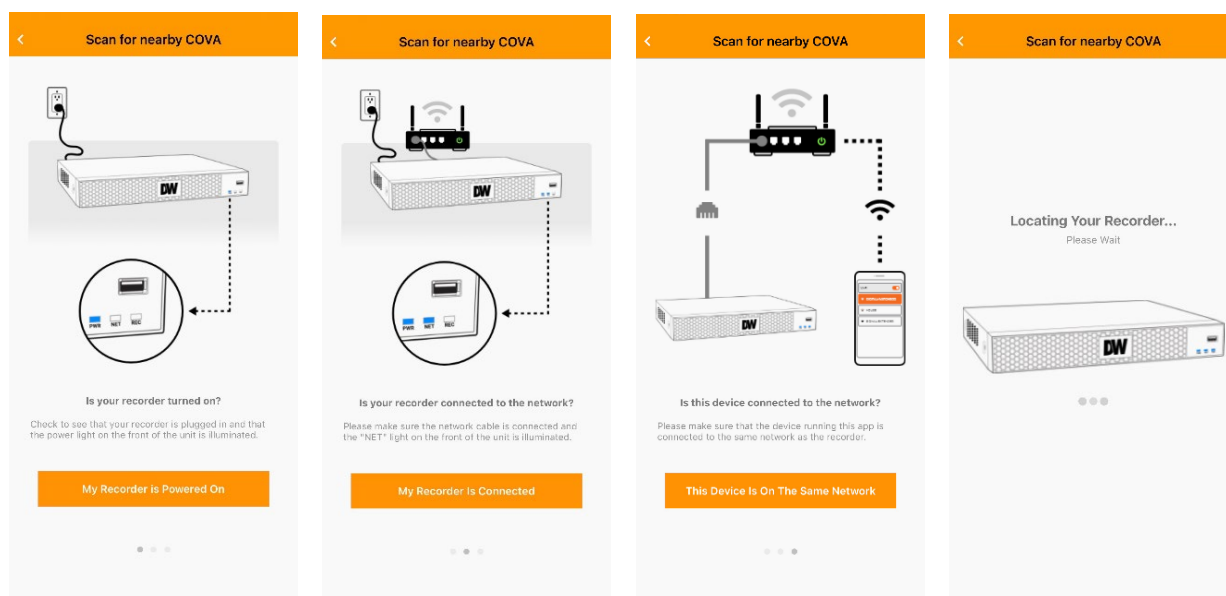 Scan for nearby COVA
DW
PWR NET REC
Is your recorder turned on?
Check to see that your recorder is plugged in and that
the power light on the front of the unit is illuminated.
My Recorder is Powered On
Scan for nearby COVA
DW
PWR NET REC
Is your recorder connected to the network?
Please make sure the network cable is connected and
the "NET" light on the front of the unit is illuminated.
My Recorder Is Connected
Scan for nearby COVA
DW
Is this device connected to the network?
Please make sure that the device running this app is
connected to the same network as the recorder.
This Device Is On The Same Network
Scan for nearby COVA
Locating Your Recorder...
Please Wait
DW